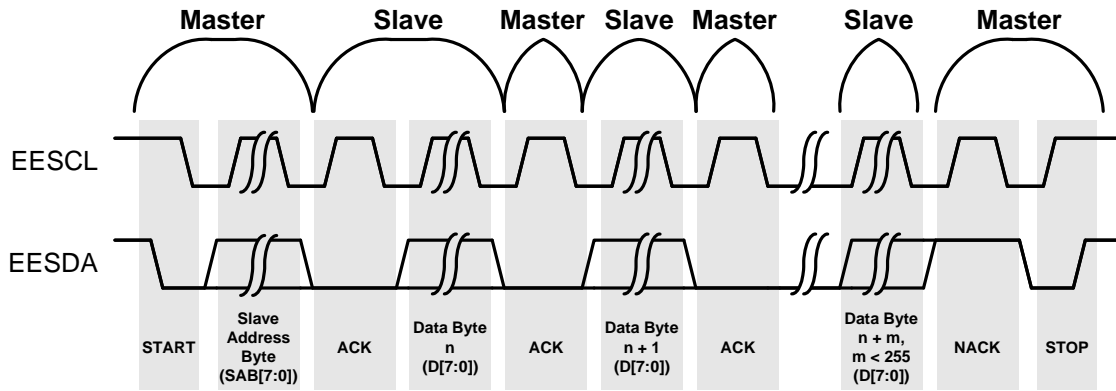 Master Slave Master Slave Master Slave Master
EESCL
EESDA
START
Slave
Address
Byte
(SAB[7:0])
ACK
Data Byte
n
(D[7:0])
ACK
Data Byte
n + 1
(D[7:0])
ACK
Data Byte
n + m,
m < 255
(D[7:0])
NACK
STOP